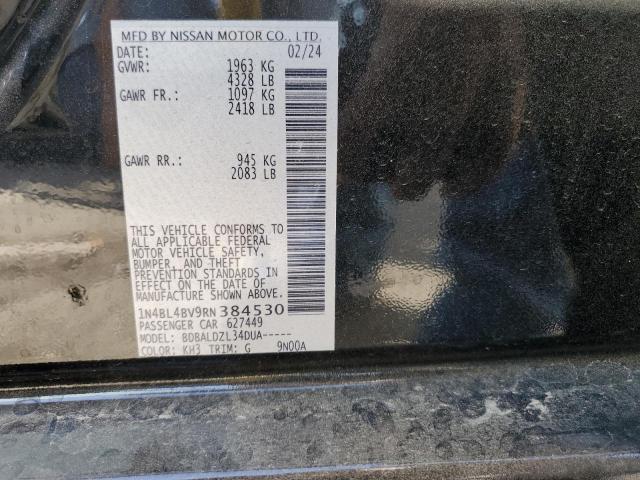 MFD BY NISSAN MOTOR CO., LTD.
DATE: 02/24
GVWR: 1963 KG
4328 LB
GAWR FR.: 1097 KG
2418 LB
GAWR RR.: 945 KG
2083 LB
THIS VEHICLE CONFORMS TO
ALL APPLICABLE FEDERAL
MOTOR VEHICLE SAFETY,
BUMPER, AND THEFT
PREVENTION STANDARDS IN
EFFECT ON THE DATE OF
MANUFACTURE SHOWN ABOVE.
1N4BL4BV9RN384530
PASSENGER CAR 627449
MODEL: BDBALDZL34DUA-----
COLOR: KH3 TRIM: G 9N00A